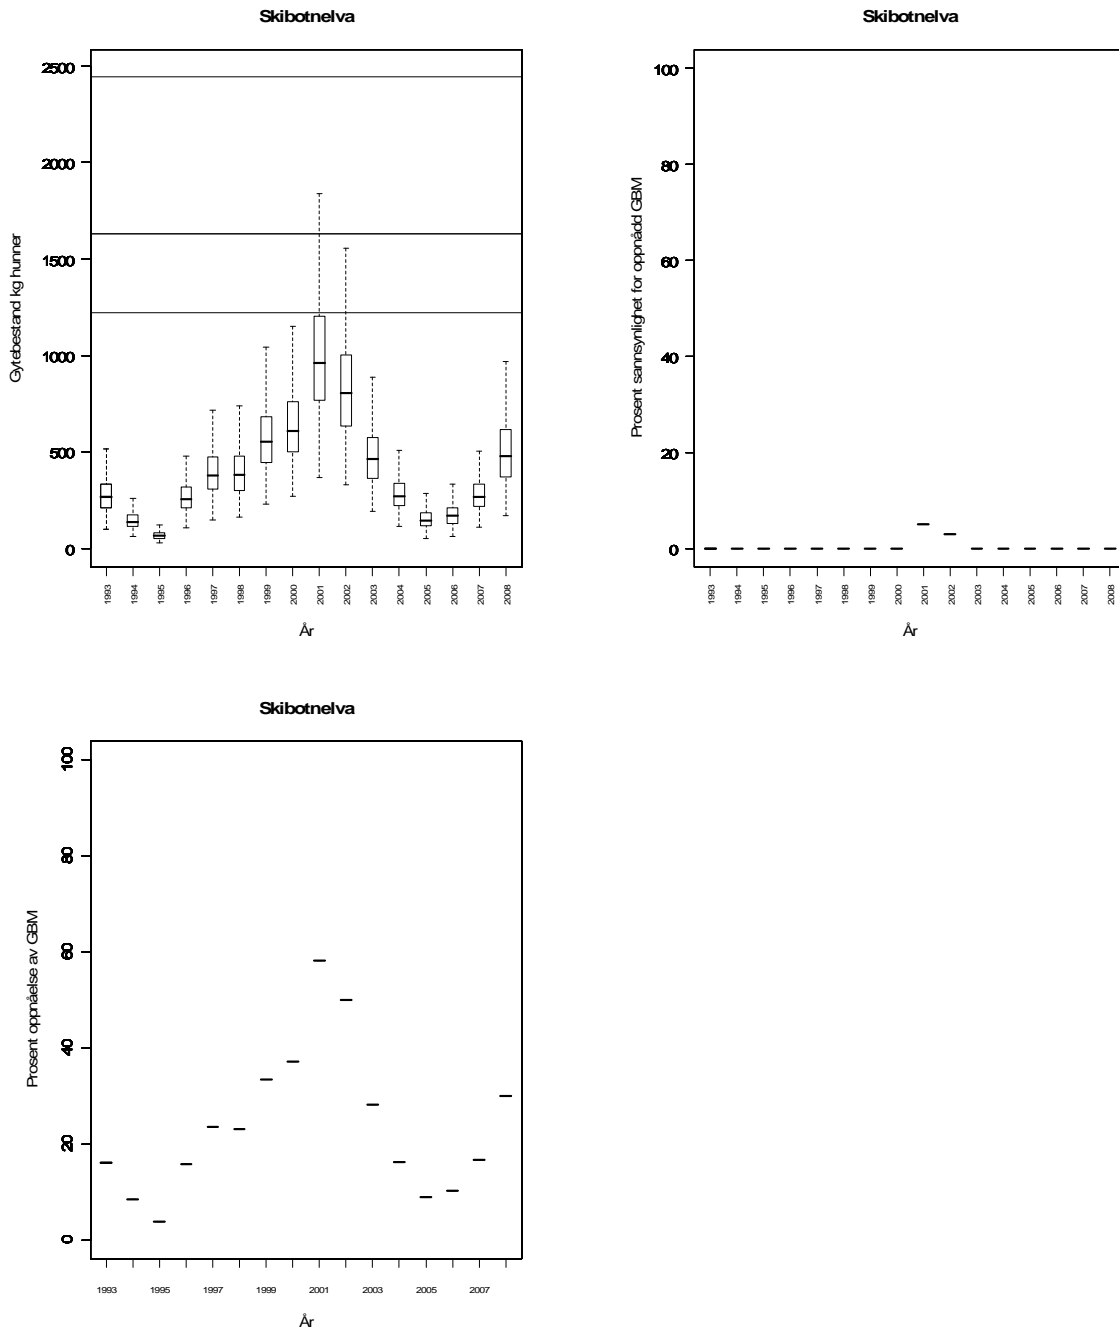 Skibotnelva
Gytebestand kg hunner
2500
2000
1500
1000
500
0
1993 1994 1995 1996 1997 1998 1999 2000 2001 2002 2003 2004 2005 2006 2007 2008
År
Skibotnelva
Prosent sannsynlighet for oppnådd GBM
100
80
60
40
20
0
1993 1994 1995 1996 1997 1998 1999 2000 2001 2002 2003 2004 2005 2006 2007 2008
År
Skibotnelva
Prosent oppnåelse av GBM
100
80
60
40
20
0
1993 1995 1997 1999 2001 2003 2005 2007
År